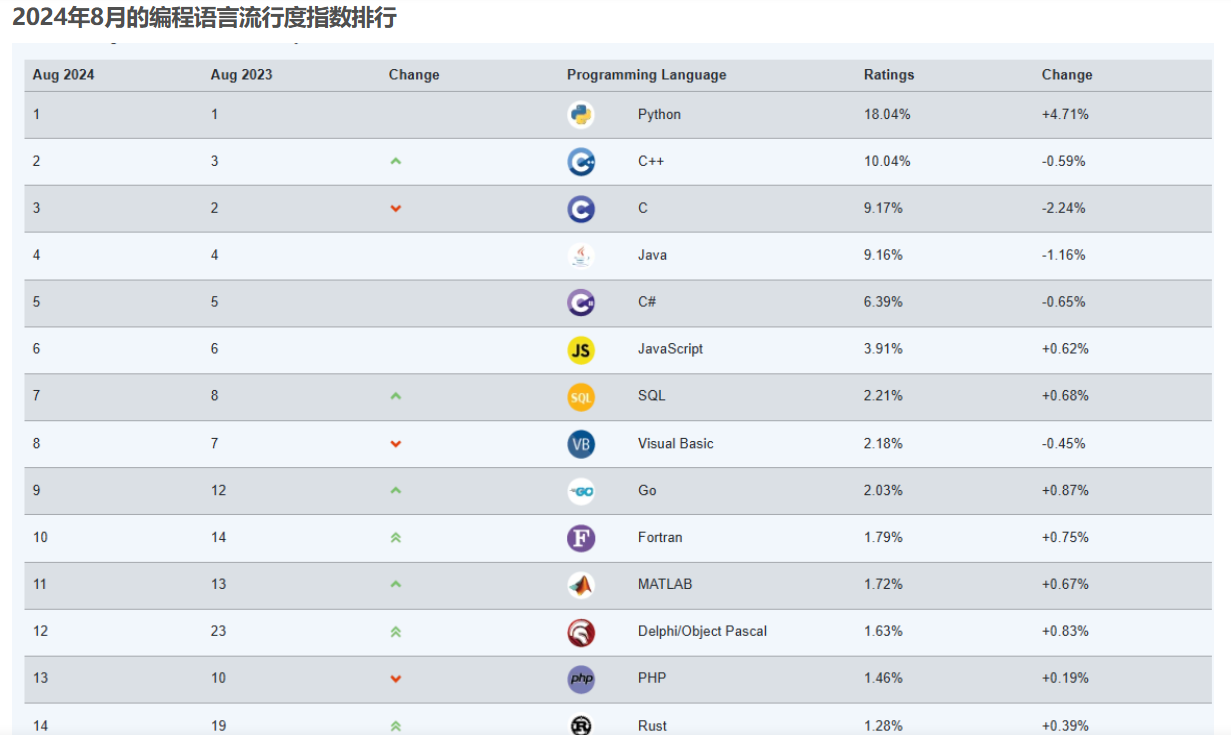 2024年8月的编程语言流行度指数排行
Aug 2024 Aug 2023 Change Programming Language Ratings Change
1 1 Python 18.04% +4.71%
2 3 C++ 10.04% -0.59%
3 2 C 9.17% -2.24%
4 4 Java 9.16% -1.16%
5 5 C# 6.39% -0.65%
6 6 JS JavaScript 3.91% +0.62%
7 8 SQL SQL 2.21% +0.68%
8 7 VB Visual Basic 2.18% -0.45%
9 12 GO Go 2.03% +0.87%
10 14 F Fortran 1.79% +0.75%
11 13 MATLAB 1.72% +0.67%
12 23 Delphi/Object Pascal 1.63% +0.83%
13 10 php PHP 1.46% +0.19%
14 19 R Rust 1.28% +0.39%